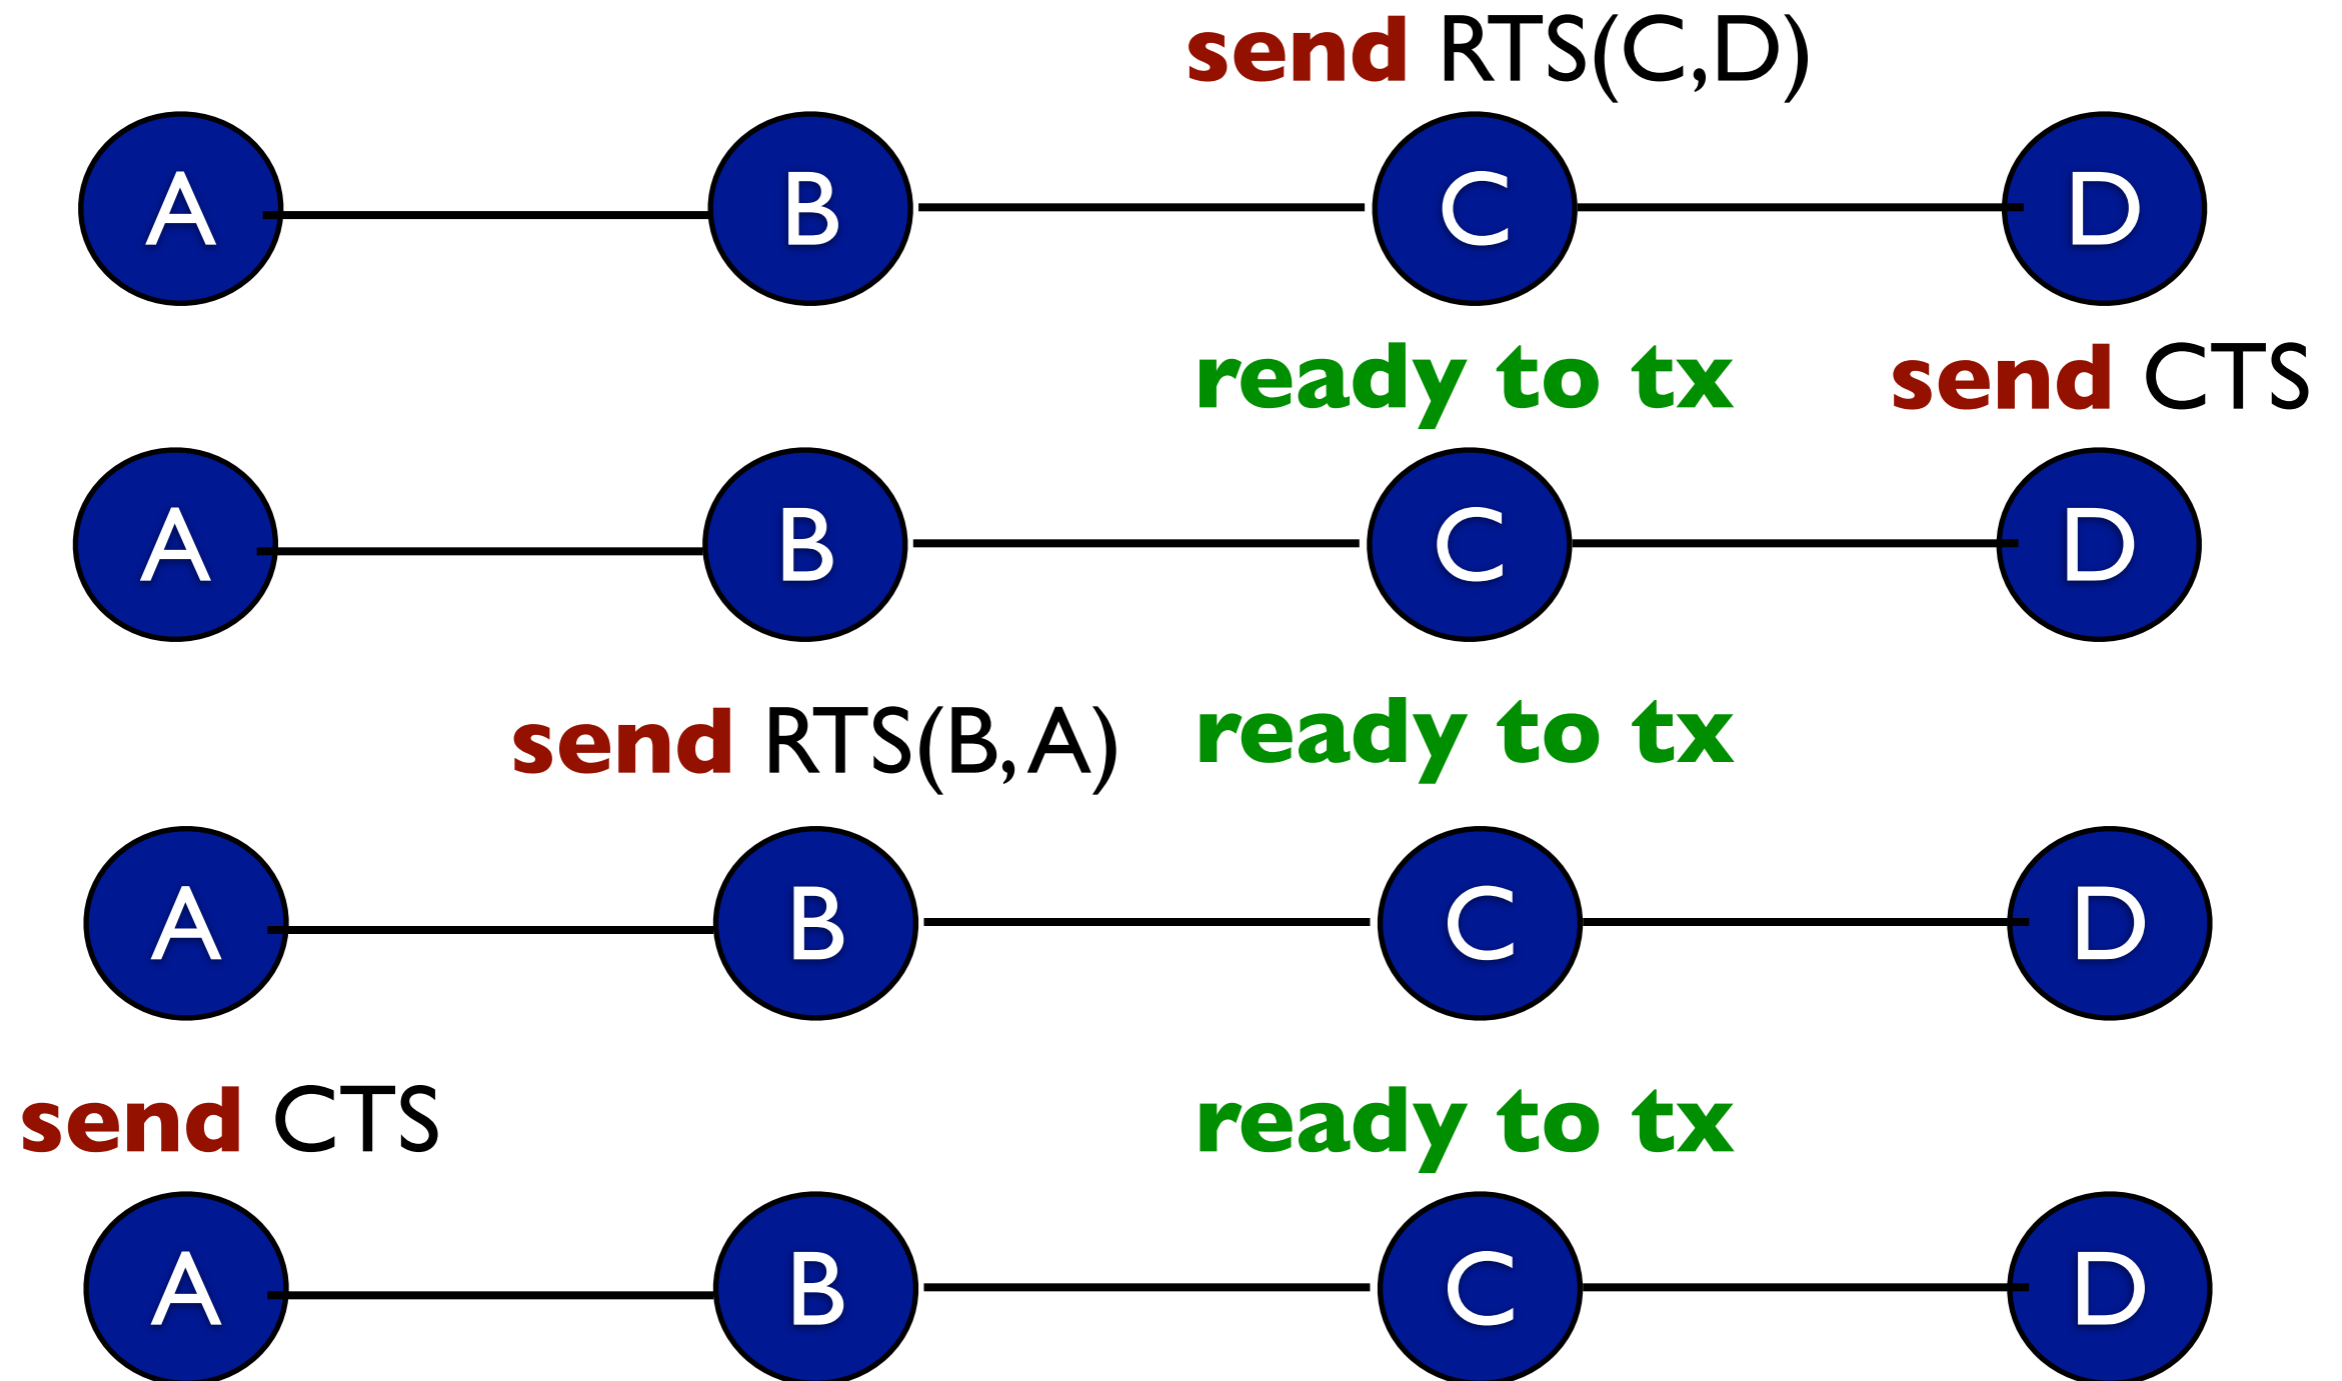 send RTS(C,D)
A B C D
ready to tx send CTS
A B C D
send RTS(B,A) ready to tx
A B C D
send CTS ready to tx
A B C D